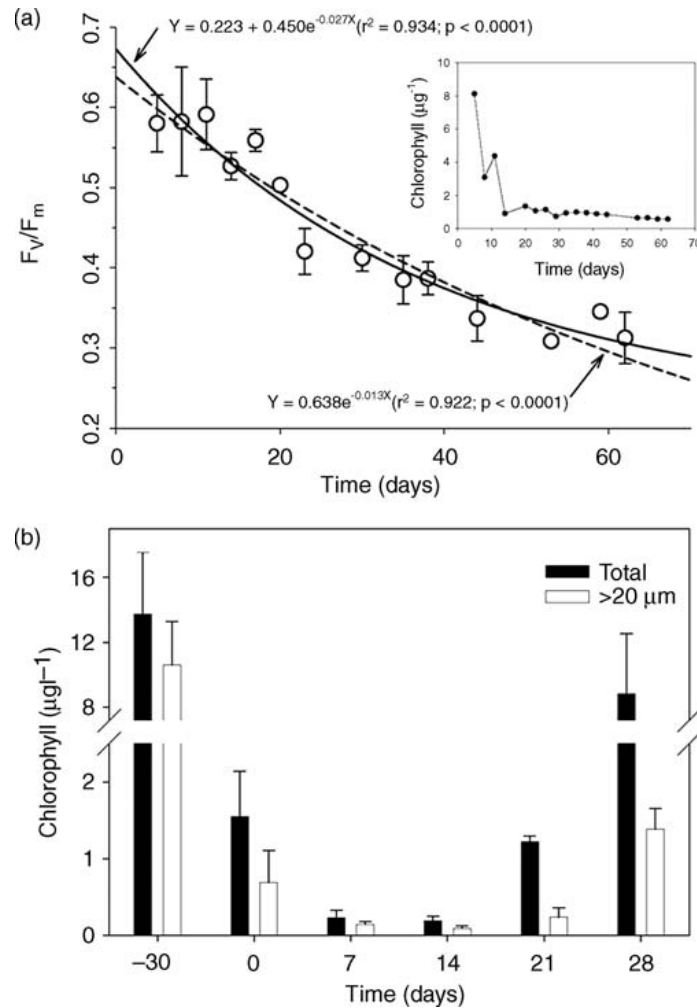 (a)
Y = 0.223 + 0.450e^-0.027X (r² = 0.934; p < 0.0001)
0.7
0.6
0.5
0.4
0.3
0.2
F_V/F_m
10
8
6
4
2
0
Chlorophyll (µg⁻¹)
0 10 20 30 40 50 60 70
Time (days)
Y = 0.638e^-0.013X (r² = 0.922; p < 0.0001)
0 20 40 60
Time (days)
(b)
Total
>20 µm
16
12
8
2
1
0
Chlorophyll (µgl–1)
–30 0 7 14 21 28
Time (days)